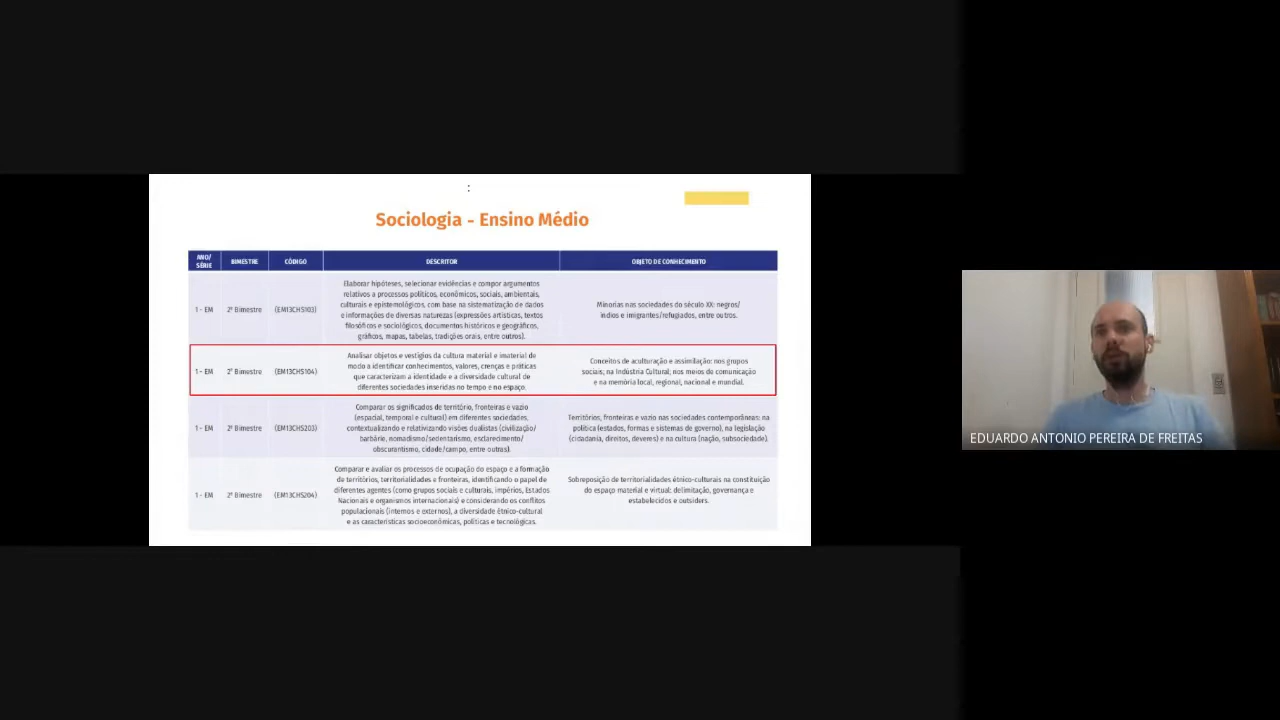 :
Sociologia - Ensino Médio
ANO/
SÉRIE
BIMESTRE
CÓDIGO
DESCRITOR
OBJETO DE CONHECIMENTO
1 - EM
2º Bimestre
(EM13CHS103)
Elaborar hipóteses, selecionar evidências e compor argumentos
relativos a processos políticos, econômicos, sociais, ambientais,
culturais e epistemológicos, com base na sistematização de dados
e informações de diversas naturezas (expressões artísticas, textos
filosóficos e sociológicos, documentos históricos e geográficos,
gráficos, mapas, tabelas, tradições orais, entre outros).
Minorias nas sociedades do século XX: negros/
índios e imigrantes/refugiados, entre outros.
1 - EM
2º Bimestre
(EM13CHS104)
Analisar objetos e vestígios da cultura material e imaterial de
modo a identificar conhecimentos, valores, crenças e práticas
que caracterizam a identidade e a diversidade cultural de
diferentes sociedades inseridas no tempo e no espaço.
Conceitos de aculturação e assimilação: nos grupos
sociais; na Indústria Cultural; nos meios de comunicação
e na memória local, regional, nacional e mundial.
1 - EM
2º Bimestre
(EM13CHS203)
Comparar os significados de território, fronteiras e vazio
(espacial, temporal e cultural) em diferentes sociedades,
contextualizando e relativizando visões dualistas (civilização/
barbárie, nomadismo/sedentarismo, esclarecimento/
obscurantismo, cidade/campo, entre outras).
Territórios, fronteiras e vazio nas sociedades contemporâneas: na
política (estados, formas e sistemas de governo), na legislação
(cidadania, direitos, deveres) e na cultura (nação, subsociedade).
1 - EM
2º Bimestre
(EM13CHS204)
Comparar e avaliar os processos de ocupação do espaço e a formação
de territórios, territorialidades e fronteiras, identificando o papel de
diferentes agentes (como grupos sociais e culturais, impérios, Estados
Nacionais e organismos internacionais) e considerando os conflitos
populacionais (internos e externos), a diversidade étnico-cultural
e as características socioeconômicas, políticas e tecnológicas.
Sobreposição de territorialidades étnico-culturais na constituição
do espaço material e virtual: delimitação, governança e
estabelecidos e outsiders.
EDUARDO ANTONIO PEREIRA DE FREITAS